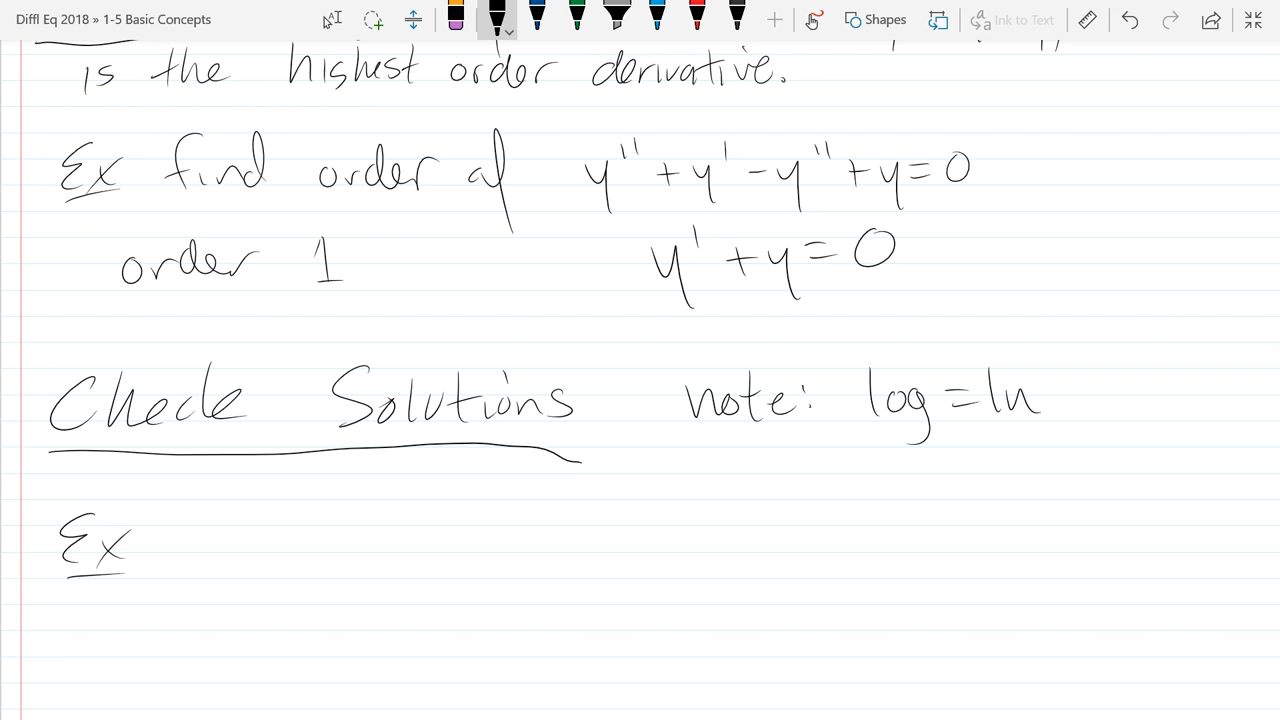 Diffl Eq 2018 » 1-5 Basic Concepts
Shapes
Ink to Text
is the highest order derivative.
Ex find order of y'' + y' - y'' + y = 0
order 1 y' + y = 0
Check Solutions note: log = ln
Ex